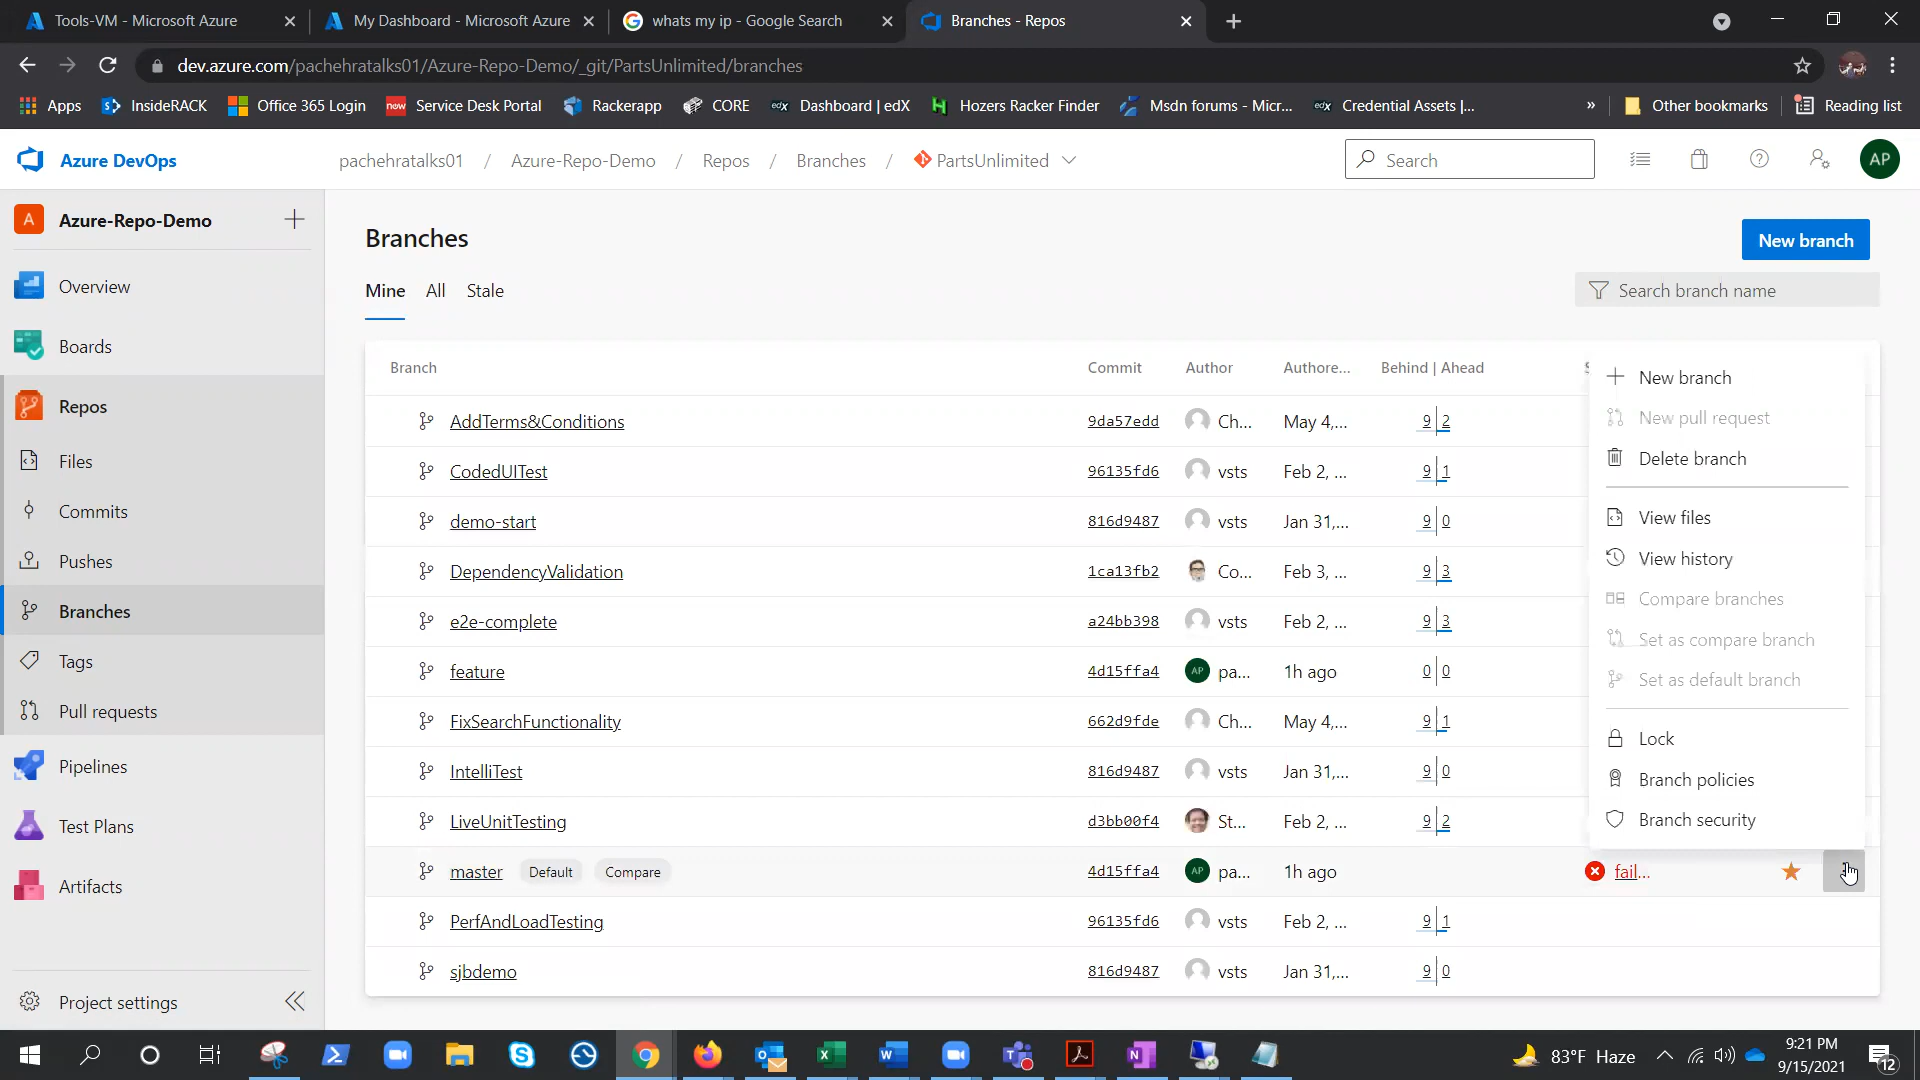 Tools-VM - Microsoft Azure
My Dashboard - Microsoft Azure
whats my ip - Google Search
Branches - Repos
dev.azure.com/pachehratalks01/Azure-Repo-Demo/_git/PartsUnlimited/branches
Apps
InsideRACK
Office 365 Login
now
Service Desk Portal
Rackerapp
CORE
edX
Dashboard | edX
Hozers Racker Finder
Msdn forums - Micr...
edX
Credential Assets |...
»
Other bookmarks
Reading list
Azure DevOps
pachehratalks01 / Azure-Repo-Demo / Repos / Branches / PartsUnlimited
Search
AP
A Azure-Repo-Demo
Overview
Boards
Repos
Files
Commits
Pushes
Branches
Tags
Pull requests
Pipelines
Test Plans
Artifacts
Project settings
Branches
New branch
Mine All Stale
Search branch name
Branch Commit Author Authore... Behind | Ahead
AddTerms&Conditions 9da57edd Ch... May 4,... 9 2
CodedUITest 96135fd6 vsts Feb 2, ... 9 1
demo-start 816d9487 vsts Jan 31,... 9 0
DependencyValidation 1ca13fb2 Co... Feb 3, ... 9 3
e2e-complete a24bb398 vsts Feb 2, ... 9 3
feature 4d15ffa4 AP pa... 1h ago 0 0
FixSearchFunctionality 662d9fde Ch... May 4,... 9 1
IntelliTest 816d9487 vsts Jan 31,... 9 0
LiveUnitTesting d3bb00f4 St... Feb 2, ... 9 2
master Default Compare 4d15ffa4 AP pa... 1h ago fail...
PerfAndLoadTesting 96135fd6 vsts Feb 2, ... 9 1
sjbdemo 816d9487 vsts Jan 31,... 9 0
New branch
New pull request
Delete branch
View files
View history
Compare branches
Set as compare branch
Set as default branch
Lock
Branch policies
Branch security
83°F Haze
9:21 PM
9/15/2021
12